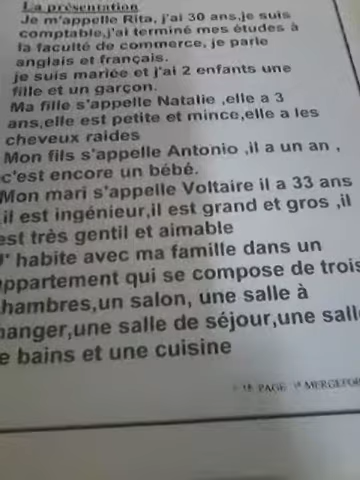 La présentation
Je m'appelle Rita, j'ai 30 ans,je suis
comptable,j'ai terminé mes études à
la faculté de commerce, je parle
anglais et français.
je suis mariée et j'ai 2 enfants une
fille et un garçon.
Ma fille s'appelle Natalie ,elle a 3
ans,elle est petite et mince,elle a les
cheveux raides
Mon fils s'appelle Antonio ,il a un an ,
c'est encore un bébé.
Mon mari s'appelle Voltaire il a 33 ans
,il est ingénieur,il est grand et gros ,il
est très gentil et aimable
J' habite avec ma famille dans un
appartement qui se compose de trois
hambres,un salon, une salle à
anger,une salle de séjour,une sall
e bains et une cuisine
PAGE MERGEFOR